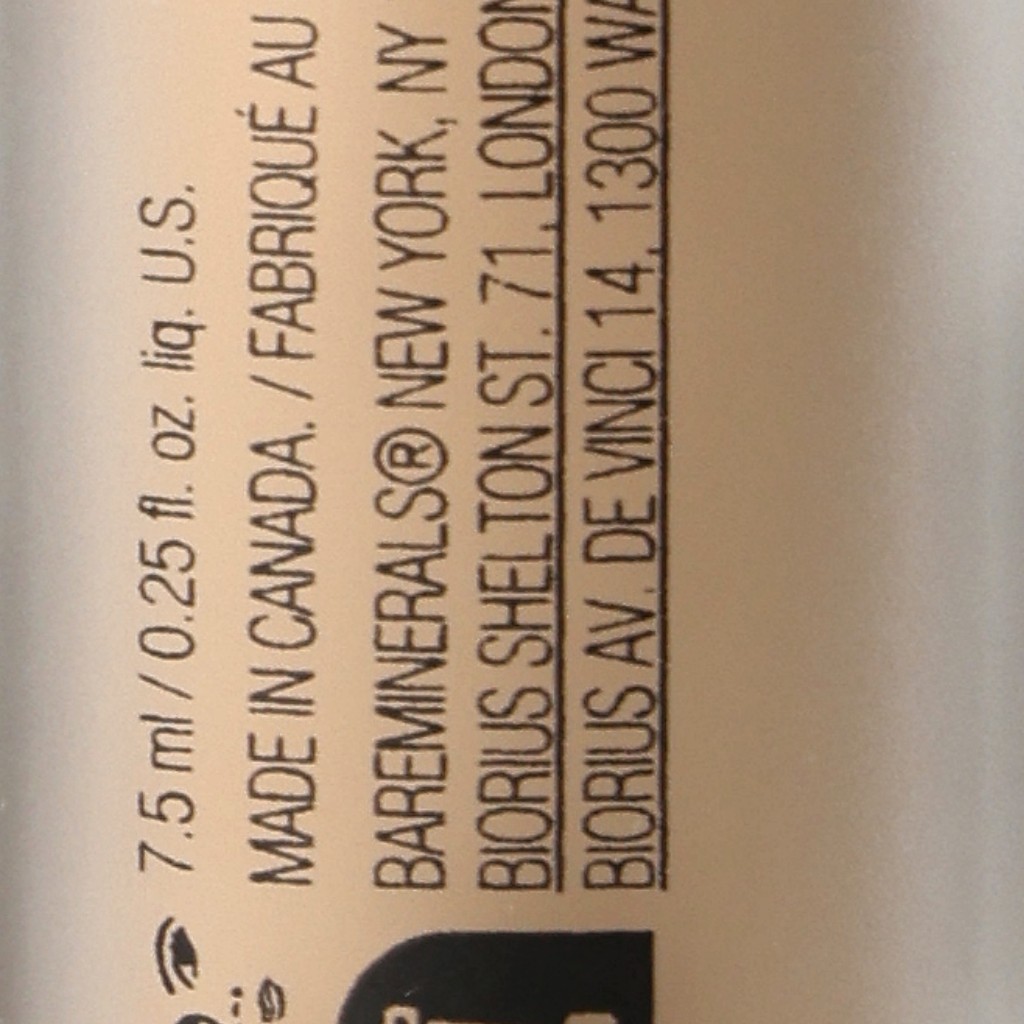 7.5 ml / 0.25 fl. oz. liq. U.S.
MADE IN CANADA. / FABRIQUÉ AU
BAREMINERALS® NEW YORK, NY
BIORIUS SHELTON ST. 71, LONDON
BIORIUS AV. DE VINCI 14, 1300 WA